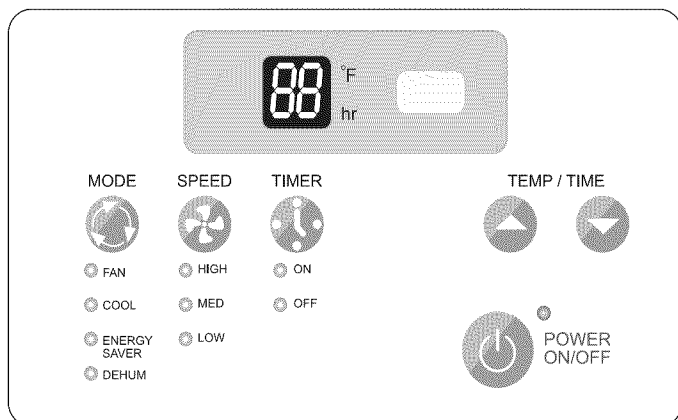 88
°F
hr
MODE
SPEED
TIMER
TEMP / TIME
FAN
HIGH
ON
COOL
MED
OFF
ENERGY
SAVER
LOW
DEHUM
POWER
ON/OFF